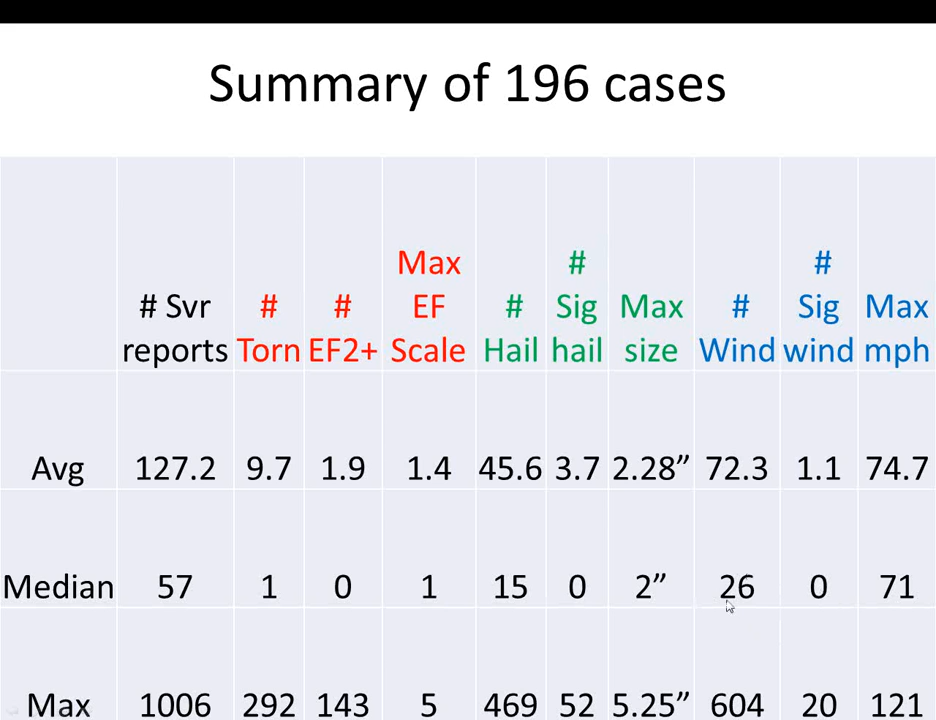 Summary of 196 cases
# Svr reports # Torn # EF2+ Max EF Scale # Hail # Sig hail Max size # Wind # Sig wind Max mph
Avg 127.2 9.7 1.9 1.4 45.6 3.7 2.28” 72.3 1.1 74.7
Median 57 1 0 1 15 0 2” 26 0 71
Max 1006 292 143 5 469 52 5.25” 604 20 121